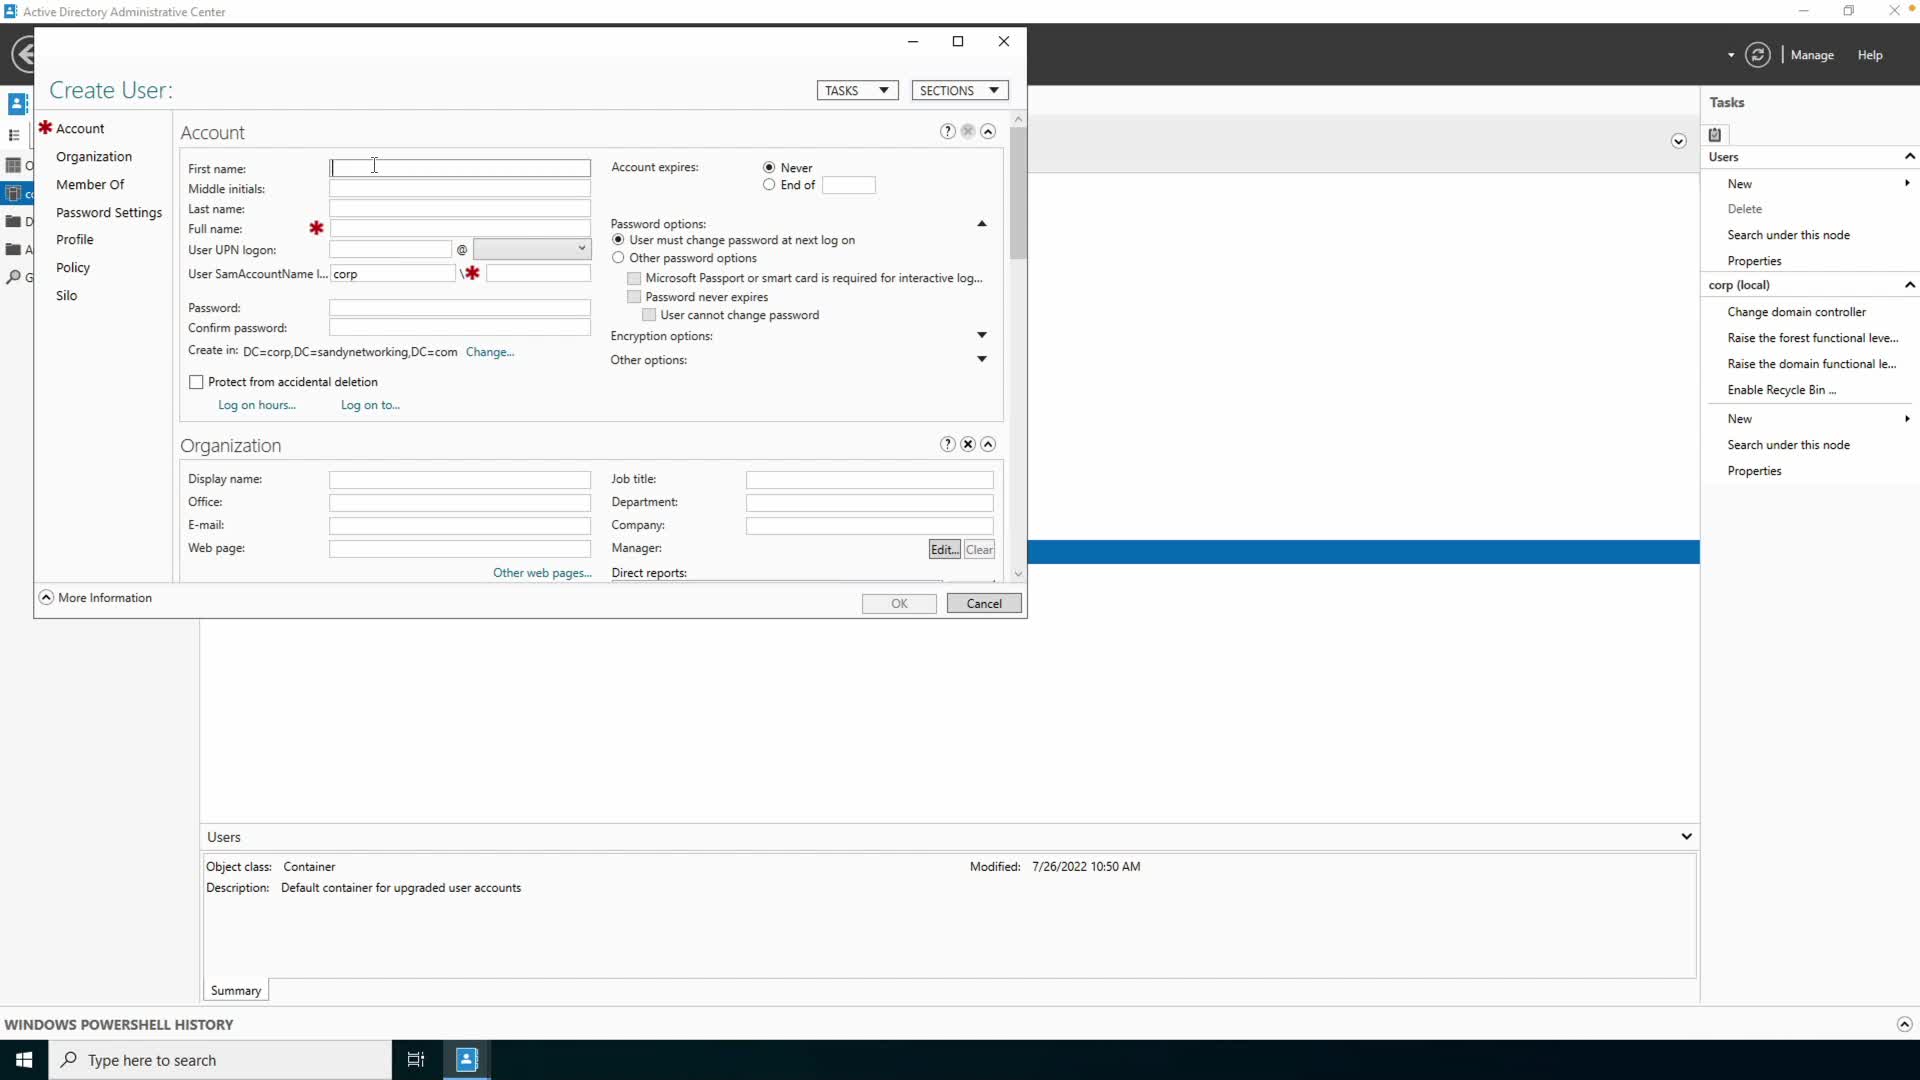 Active Directory Administrative Center
Manage
Help
Create User:
TASKS
SECTIONS
Account
Organization
Member Of
Password Settings
Profile
Policy
Silo
Account
First name:
Middle initials:
Last name:
Full name:
User UPN logon:
@
User SamAccountName l...
corp
\
Password:
Confirm password:
Create in: DC=corp,DC=sandynetworking,DC=com Change...
Protect from accidental deletion
Log on hours... Log on to...
Account expires:
Never
End of
Password options:
User must change password at next log on
Other password options
Microsoft Passport or smart card is required for interactive log...
Password never expires
User cannot change password
Encryption options:
Other options:
Organization
Display name:
Office:
E-mail:
Web page:
Other web pages...
Job title:
Department:
Company:
Manager:
Edit... Clear
Direct reports:
More Information
OK
Cancel
Tasks
Users
New
Delete
Search under this node
Properties
corp (local)
Change domain controller
Raise the forest functional leve...
Raise the domain functional le...
Enable Recycle Bin ...
New
Search under this node
Properties
Users
Object class: Container
Modified: 7/26/2022 10:50 AM
Description: Default container for upgraded user accounts
Summary
WINDOWS POWERSHELL HISTORY
Type here to search